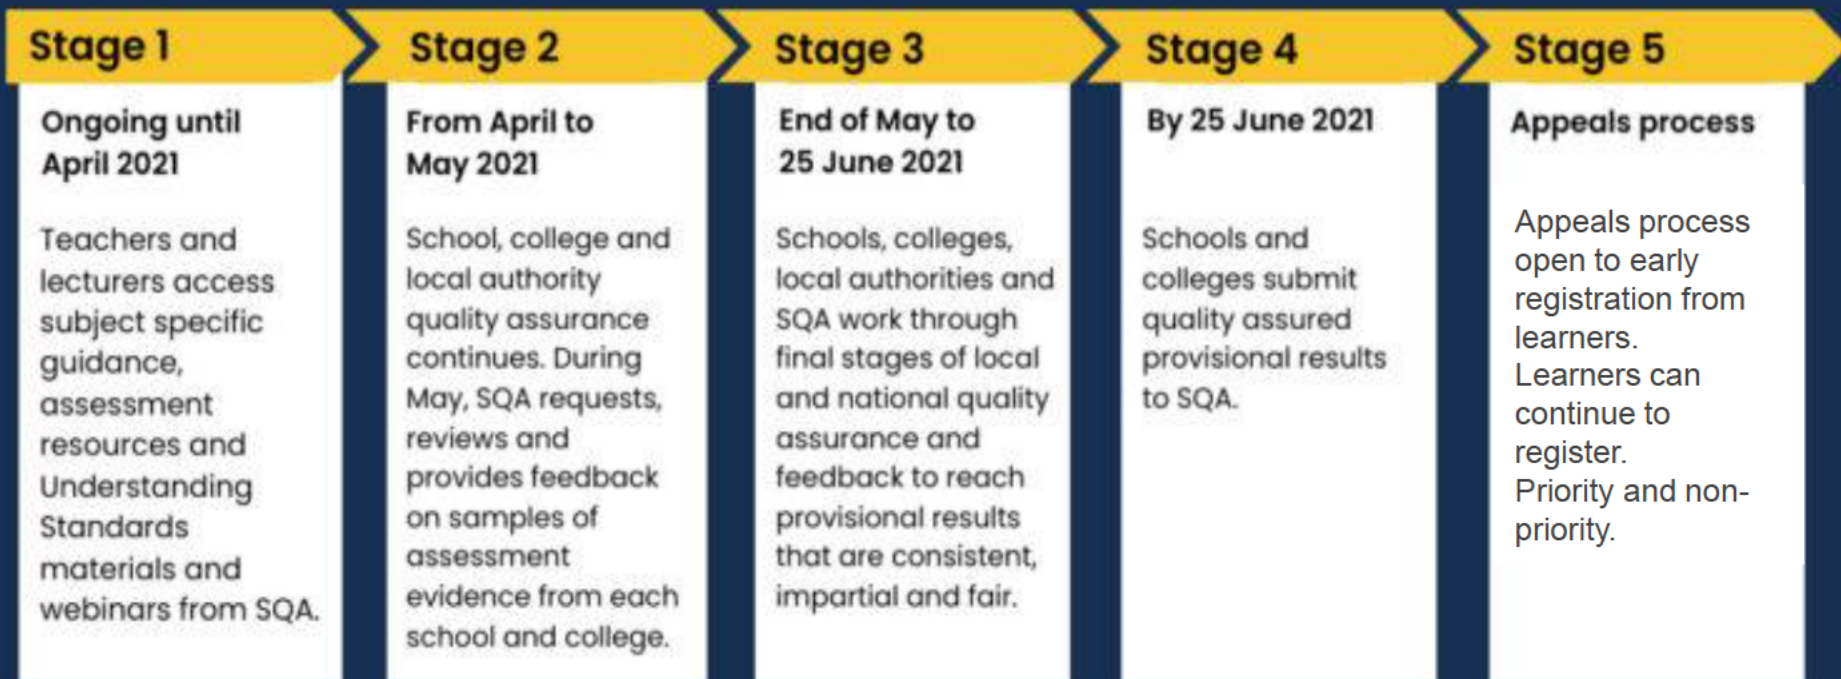 Stage 1
Ongoing until
April 2021
Teachers and
lecturers access
subject specific
guidance,
assessment
resources and
Understanding
Standards
materials and
webinars from SQA.
Stage 2
From April to
May 2021
School, college and
local authority
quality assurance
continues. During
May, SQA requests,
reviews and
provides feedback
on samples of
assessment
evidence from each
school and college.
Stage 3
End of May to
25 June 2021
Schools, colleges,
local authorities and
SQA work through
final stages of local
and national quality
assurance and
feedback to reach
provisional results
that are consistent,
impartial and fair.
Stage 4
By 25 June 2021
Schools and
colleges submit
quality assured
provisional results
to SQA.
Stage 5
Appeals process
Appeals process
open to early
registration from
learners.
Learners can
continue to
register.
Priority and non-
priority.